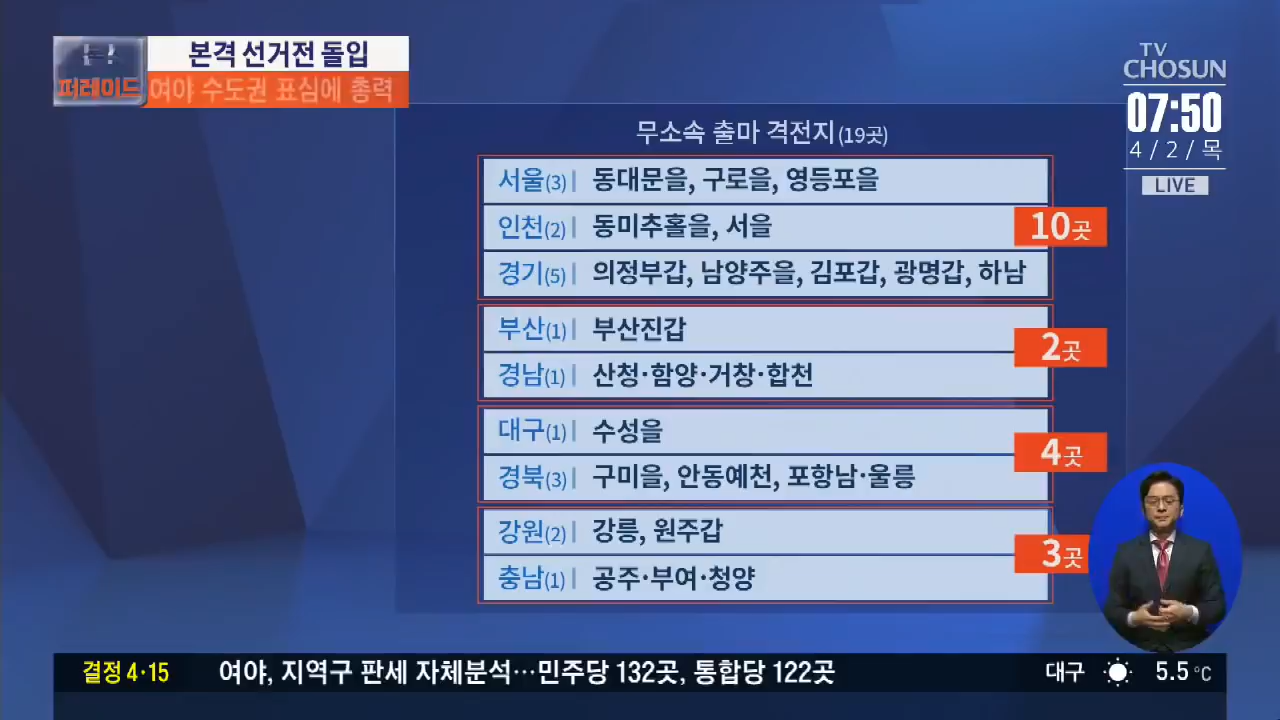 본격 선거전 돌입
퍼레이드
여야 수도권 표심에 총력
TV
CHOSUN
07:50
4/2/목
LIVE
무소속 출마 격전지(19곳)
서울(3)| 동대문을, 구로을, 영등포을
인천(2)| 동미추홀을, 서을
10곳
경기(5)| 의정부갑, 남양주을, 김포갑, 광명갑, 하남
부산(1)| 부산진갑
2곳
경남(1)| 산청·함양·거창·합천
대구(1)| 수성을
4곳
경북(3)| 구미을, 안동예천, 포항남·울릉
강원(2)| 강릉, 원주갑
3곳
충남(1)| 공주·부여·청양
결정 4·15 여야, 지역구 판세 자체분석…민주당 132곳, 통합당 122곳 대구 5.5℃